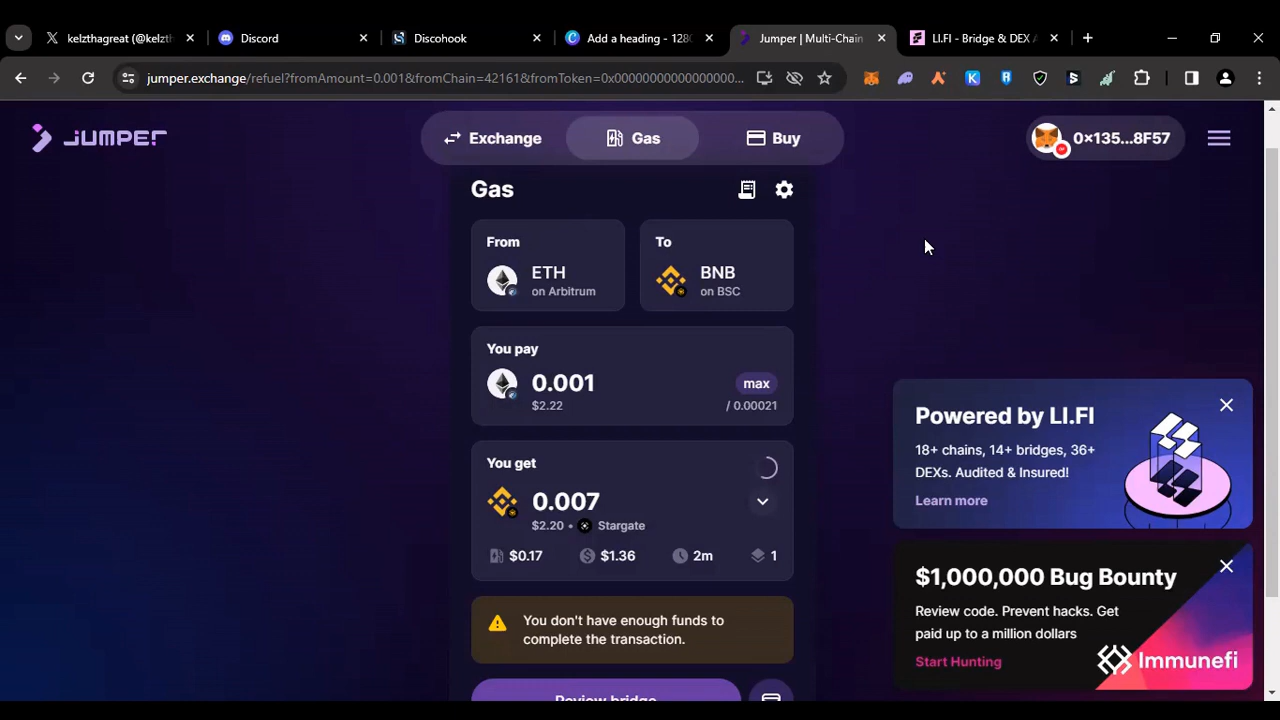 kelzthagreat (@kelzt
Discord
Discohook
Add a heading - 128
Jumper | Multi-Chain
LI.FI - Bridge & DEX A
jumper.exchange/refuel?fromAmount=0.001&fromChain=42161&fromToken=0x000000000000000...
JUMPER
Exchange
Gas
Buy
0x135...8F57
Gas
From
ETH
on Arbitrum
To
BNB
on BSC
You pay
0.001
max
$2.22
/ 0.00021
You get
0.007
$2.20 • Stargate
$0.17
$1.36
2m
1
You don't have enough funds to
complete the transaction.
Review bridge
Powered by LI.FI
18+ chains, 14+ bridges, 36+
DEXs. Audited & Insured!
Learn more
$1,000,000 Bug Bounty
Review code. Prevent hacks. Get
paid up to a million dollars
Start Hunting
Immunefi